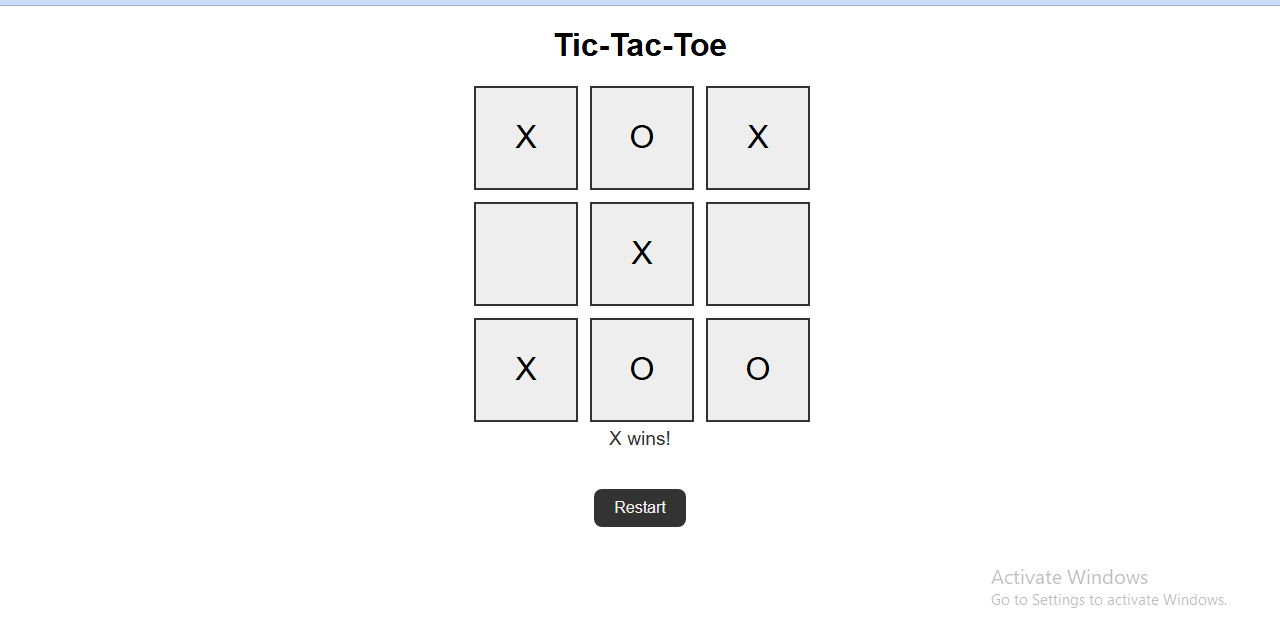 Tic-Tac-Toe
X O X
X
X O O
X wins!
Restart
Activate Windows
Go to Settings to activate Windows.